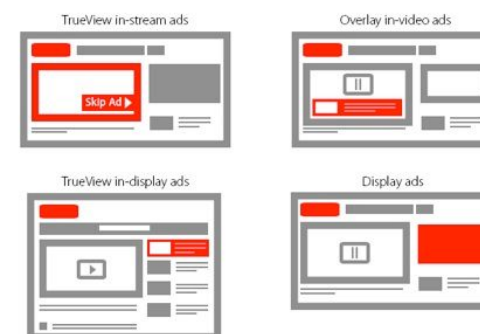 TrueView in-stream ads
Overlay in-video ads
Skip Ad
TrueView in-display ads
Display ads